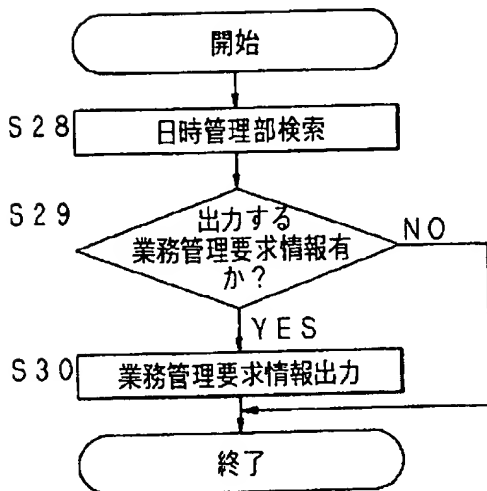 開始
S28
日時管理部検索
S29
出力する
業務管理要求情報有
か?
NO
YES
S30
業務管理要求情報出力
終了